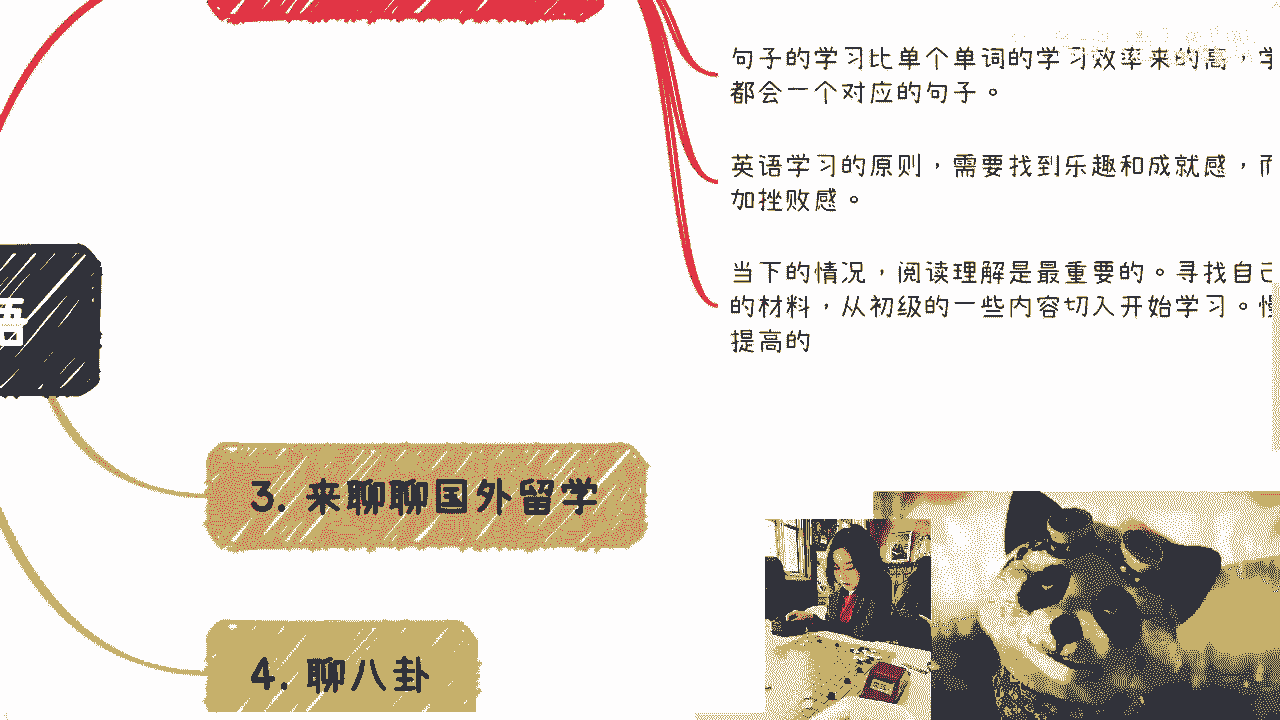 句子的学习比单个单词的学习效率来的高，学
都会一个对应的句子。
英语学习的原则，需要找到乐趣和成就感，而
加挫败感。
当下的情况，阅读理解是最重要的。寻找自己
的材料，从初级的一些内容切入开始学习。慢
提高的
语
3. 来聊聊国外留学
4. 聊八卦